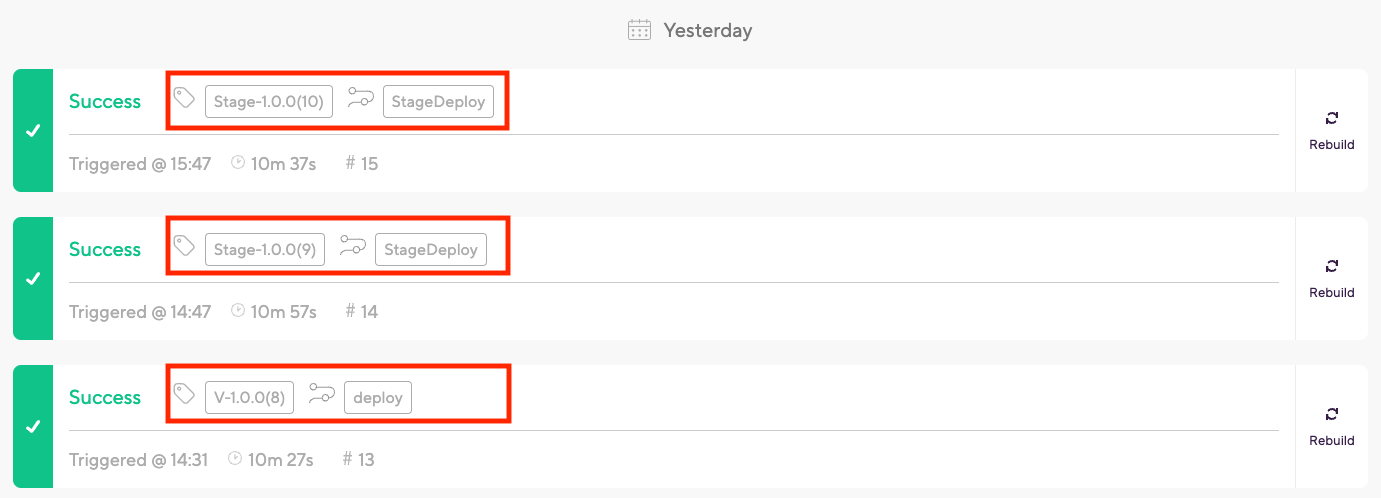 Yesterday
Success Stage-1.0.0(10) StageDeploy
Rebuild
Triggered @ 15:47 10m 37s # 15
Success Stage-1.0.0(9) StageDeploy
Rebuild
Triggered @ 14:47 10m 57s # 14
Success V-1.0.0(8) deploy
Rebuild
Triggered @ 14:31 10m 27s # 13